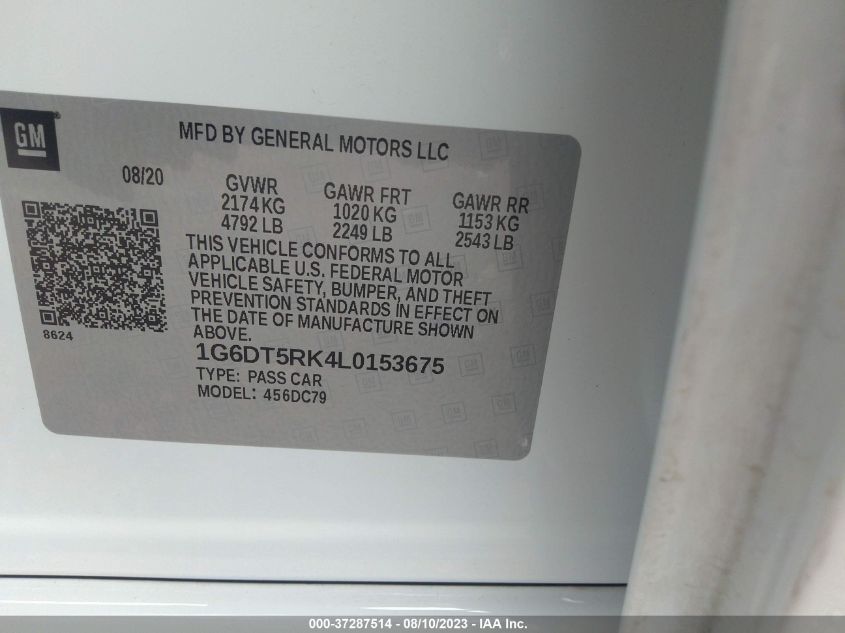 GM
MFD BY GENERAL MOTORS LLC
08/20
GVWR
2174 KG
4792 LB
GAWR FRT
1020 KG
2249 LB
GAWR RR
1153 KG
2543 LB
THIS VEHICLE CONFORMS TO ALL
APPLICABLE U.S. FEDERAL MOTOR
VEHICLE SAFETY, BUMPER, AND THEFT
PREVENTION STANDARDS IN EFFECT ON
THE DATE OF MANUFACTURE SHOWN
ABOVE.
8624
1G6DT5RK4L0153675
TYPE: PASS CAR
MODEL: 456DC79
000-37287514 - 08/10/2023 - IAA Inc.